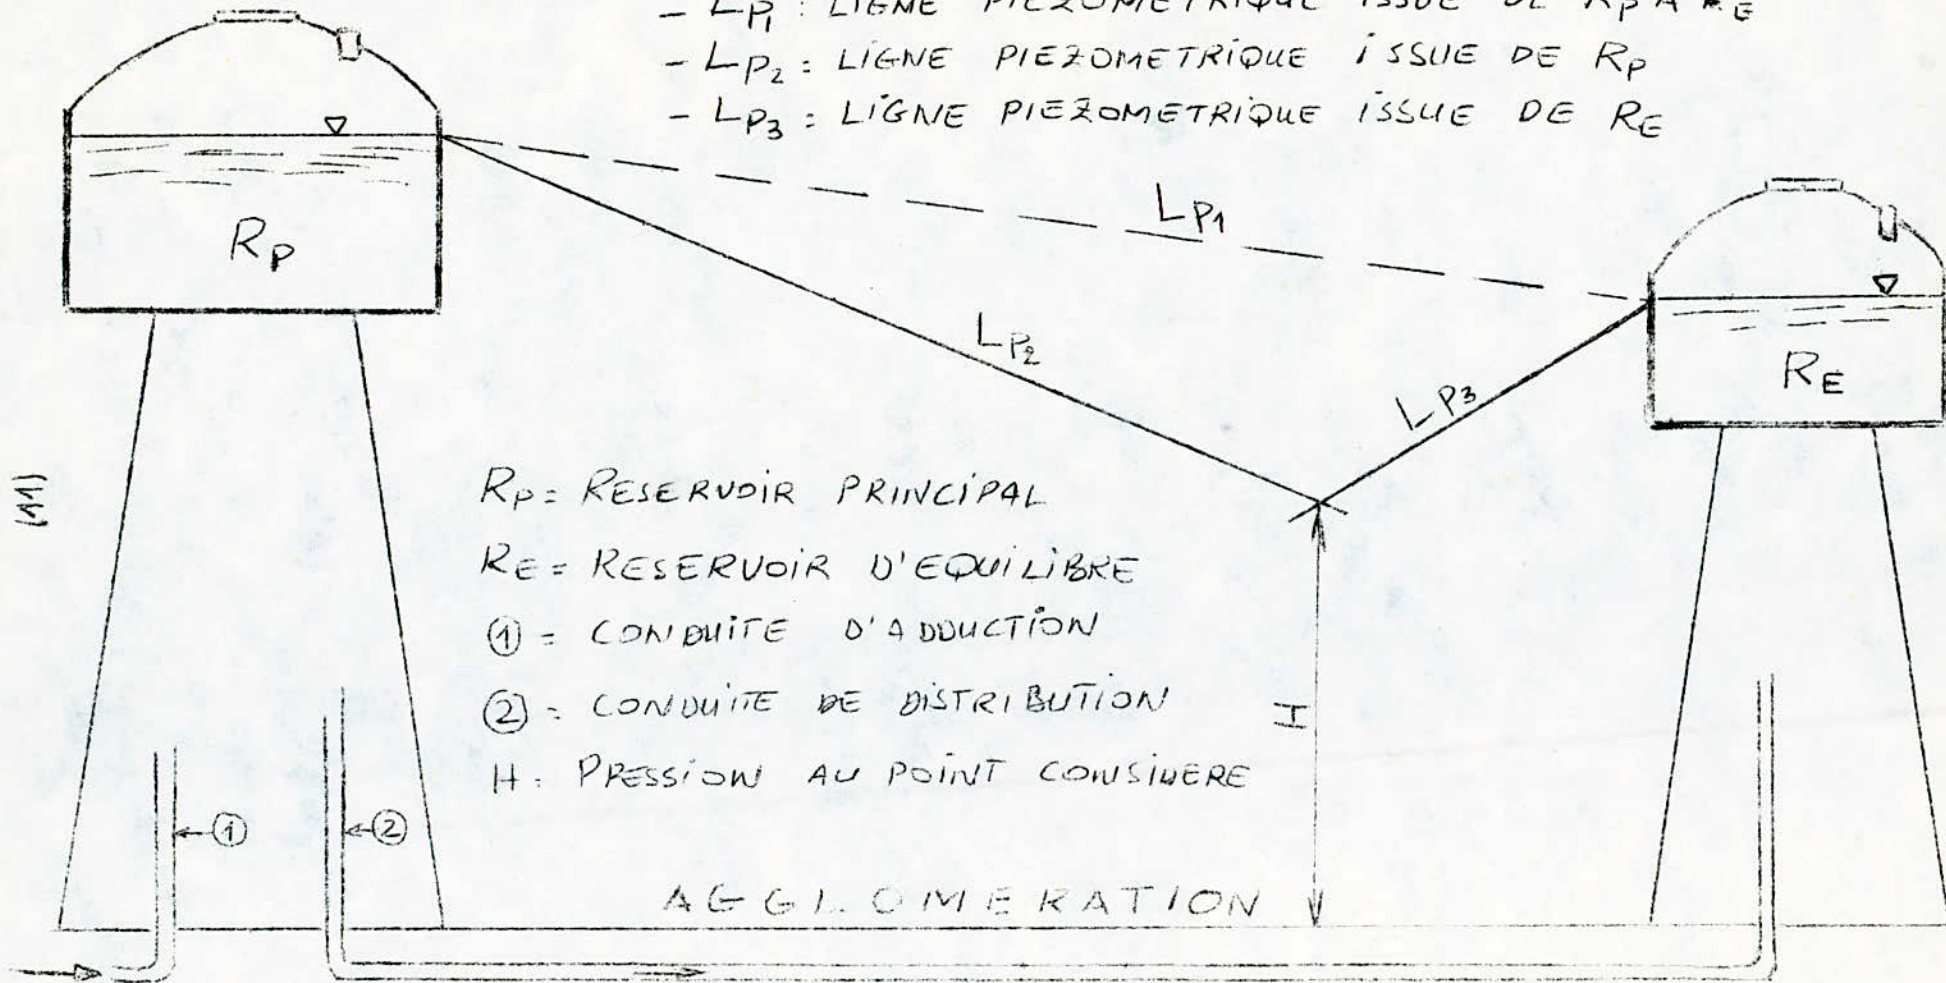 - LP1 : LIGNE PIEZOMETRIQUE ISSUE DE RP A RE
- LP2 : LIGNE PIEZOMETRIQUE ISSUE DE RP
- LP3 : LIGNE PIEZOMETRIQUE ISSUE DE RE
RP
LP1
LP2
LP3
RE
(11)
RP = RESERVOIR PRINCIPAL
RE = RESERVOIR D'EQUILIBRE
① = CONDUITE D'ADDUCTION
② = CONDUITE DE DISTRIBUTION
H : PRESSION AU POINT CONSIDERE
H
①
②
AGGLOMERATION